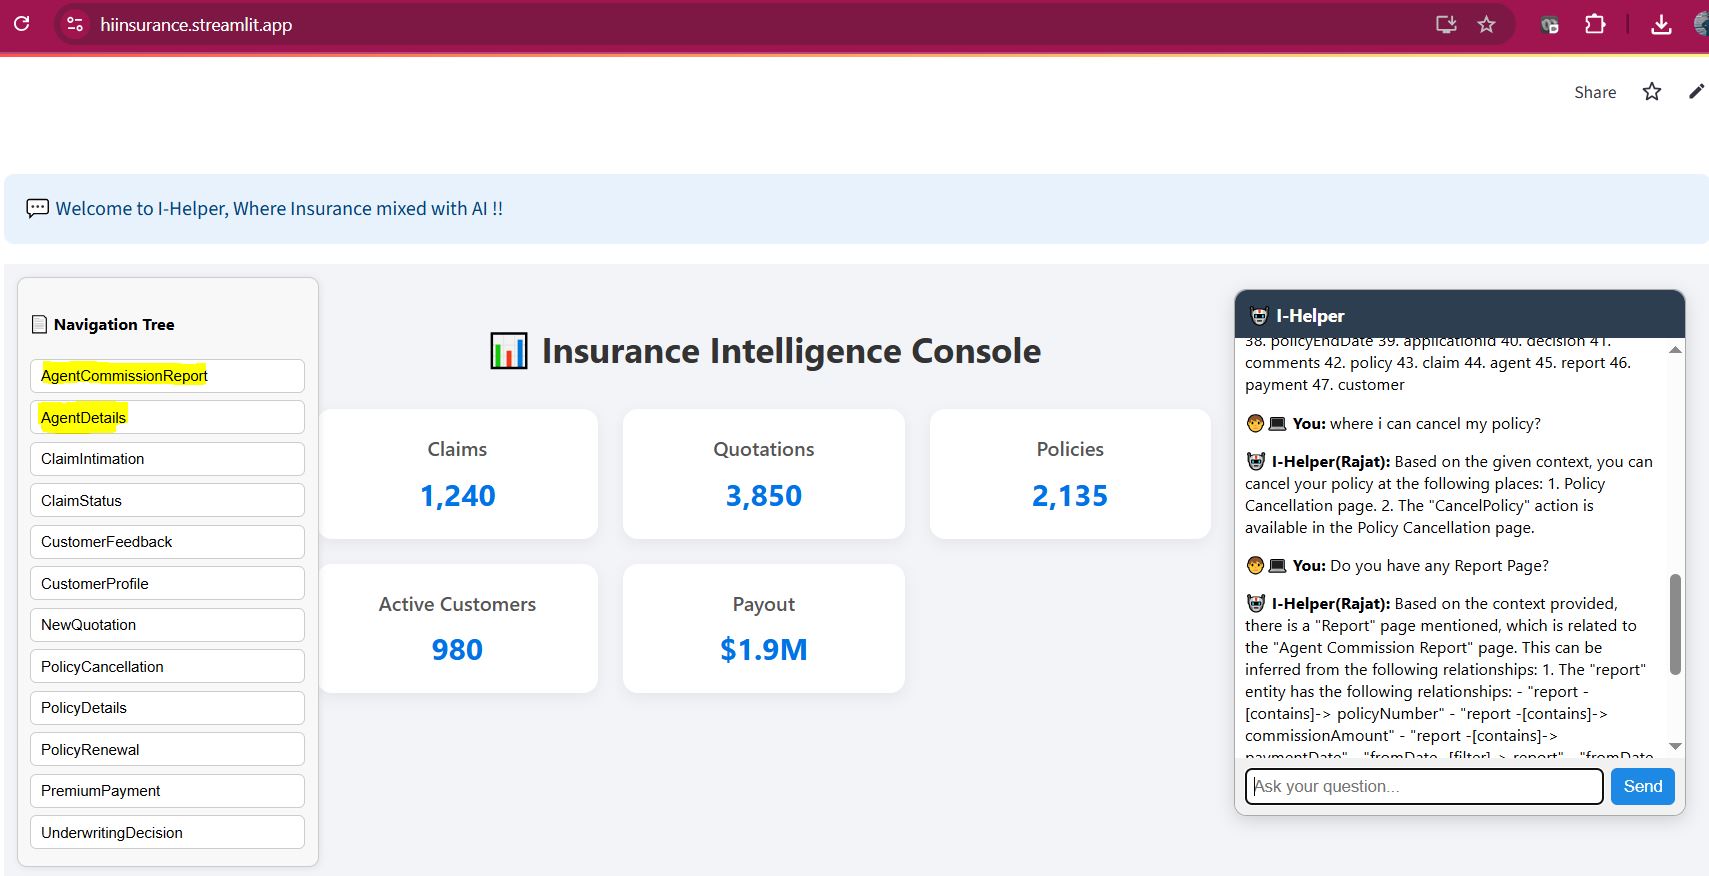 hiinsurance.streamlit.app
Share
Welcome to I-Helper, Where Insurance mixed with AI !!
Navigation Tree
AgentCommissionReport
AgentDetails
ClaimIntimation
ClaimStatus
CustomerFeedback
CustomerProfile
NewQuotation
PolicyCancellation
PolicyDetails
PolicyRenewal
PremiumPayment
UnderwritingDecision
Insurance Intelligence Console
Claims
1,240
Quotations
3,850
Policies
2,135
Active Customers
980
Payout
$1.9M
I-Helper
38. policyEndDate 39. applicationId 40. decision 41.
comments 42. policy 43. claim 44. agent 45. report 46.
payment 47. customer
You: where i can cancel my policy?
I-Helper(Rajat): Based on the given context, you can
cancel your policy at the following places: 1. Policy
Cancellation page. 2. The "CancelPolicy" action is
available in the Policy Cancellation page.
You: Do you have any Report Page?
I-Helper(Rajat): Based on the context provided,
there is a "Report" page mentioned, which is related to
the "Agent Commission Report" page. This can be
inferred from the following relationships: 1. The "report"
entity has the following relationships: - "report -
[contains]-> policyNumber" - "report -[contains]->
commissionAmount" - "report -[contains]->
paymentDate" - "fromDate -[filter]-> report" - "fromDate
Ask your question...
Send